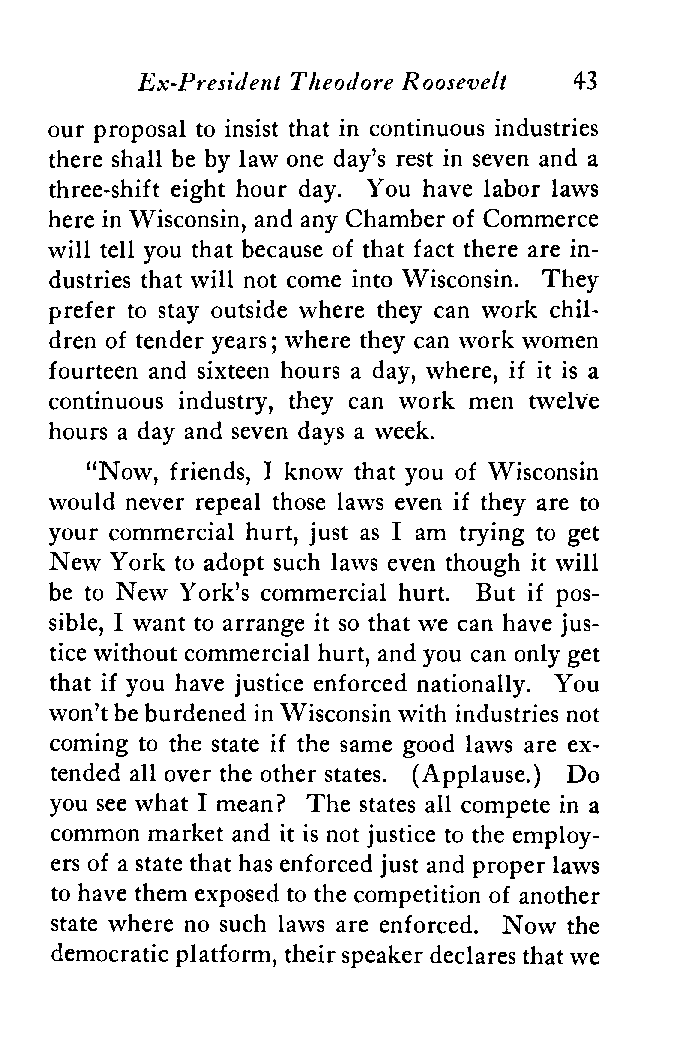 Ex-President Theodore Roosevelt 43
our proposal to insist that in continuous industries
there shall be by law one day's rest in seven and a
three-shift eight hour day. You have labor laws
here in Wisconsin, and any Chamber of Commerce
will tell you that because of that fact there are in-
dustries that will not come into Wisconsin. They
prefer to stay outside where they can work chil-
dren of tender years; where they can work women
fourteen and sixteen hours a day, where, if it is a
continuous industry, they can work men twelve
hours a day and seven days a week.
"Now, friends, I know that you of Wisconsin
would never repeal those laws even if they are to
your commercial hurt, just as I am trying to get
New York to adopt such laws even though it will
be to New York's commercial hurt. But if pos-
sible, I want to arrange it so that we can have jus-
tice without commercial hurt, and you can only get
that if you have justice enforced nationally. You
won't be burdened in Wisconsin with industries not
coming to the state if the same good laws are ex-
tended all over the other states. (Applause.) Do
you see what I mean? The states all compete in a
common market and it is not justice to the employ-
ers of a state that has enforced just and proper laws
to have them exposed to the competition of another
state where no such laws are enforced. Now the
democratic platform, their speaker declares that we